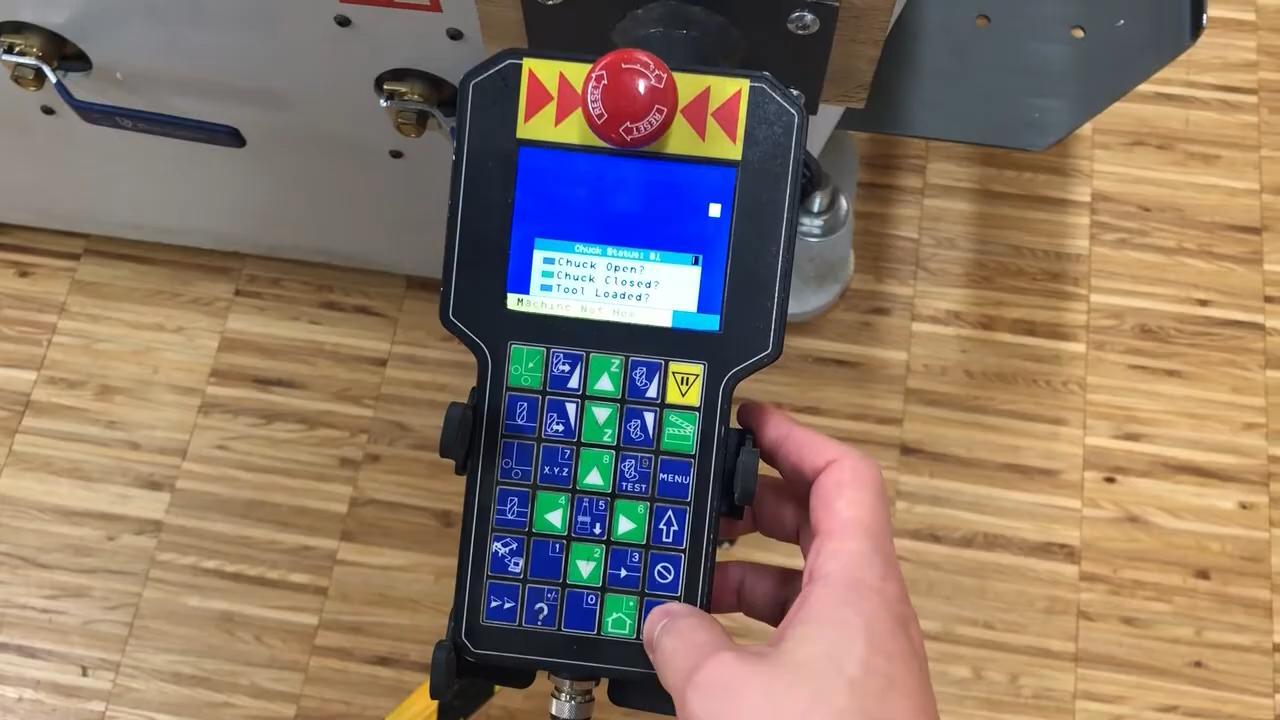 RESET
RESET
Chuck Status: S1
Chuck Open?
Chuck Closed?
Tool Loaded?
Machine Not Hom
Z
Z
7
X.Y.Z
8
9
TEST
MENU
4
5
6
1
2
3
+/-
?
0